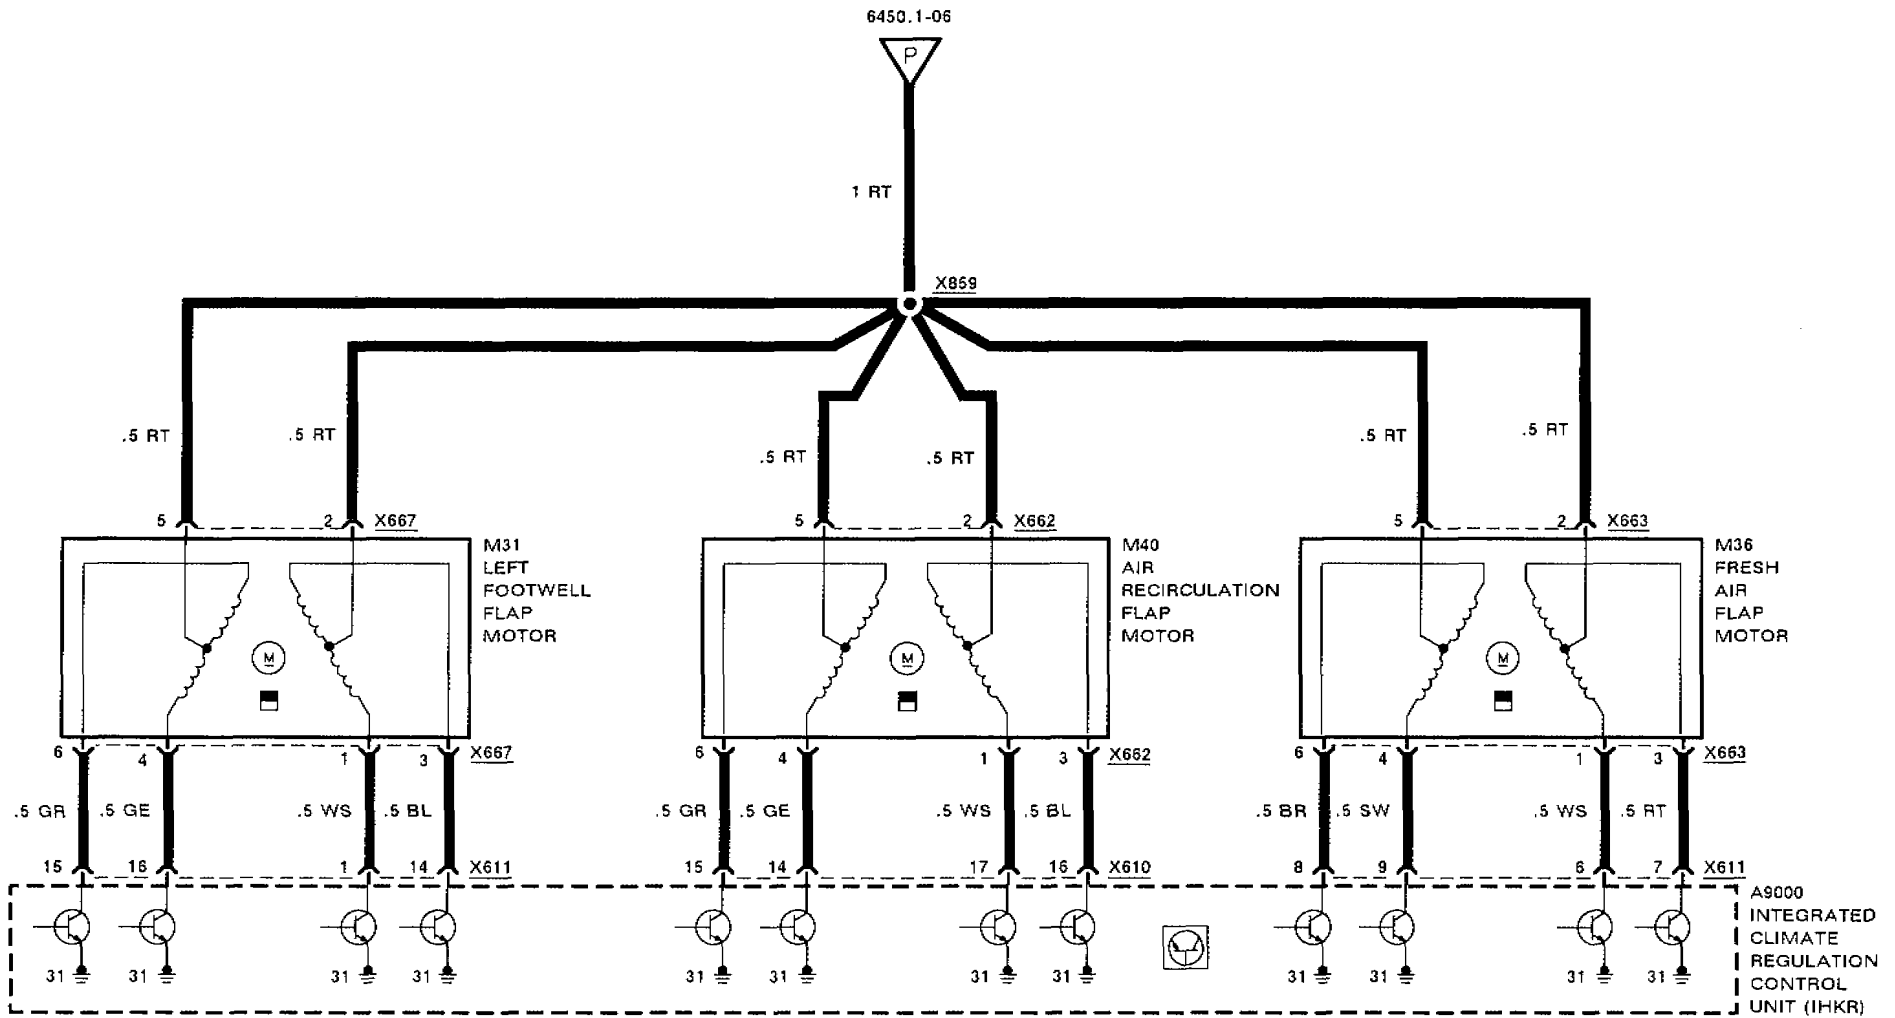 6450.1-06
P
1 RT
X859
.5 RT .5 RT .5 RT .5 RT .5 RT .5 RT
5 2 X667 5 2 X662 5 2 X663
M31
LEFT
FOOTWELL
FLAP
MOTOR
M40
AIR
RECIRCULATION
FLAP
MOTOR
M36
FRESH
AIR
FLAP
MOTOR
M M M
6 4 1 3 X667 6 4 1 3 X662 6 4 1 3 X663
.5 GR .5 GE .5 WS .5 BL .5 GR .5 GE .5 WS .5 BL .5 BR .5 SW .5 WS .5 RT
15 16 1 14 X611 15 14 17 16 X610 8 9 6 7 X611
A9000
INTEGRATED
CLIMATE
REGULATION
CONTROL
UNIT (IHKR)
31 31 31 31 31 31 31 31 31 31 31 31